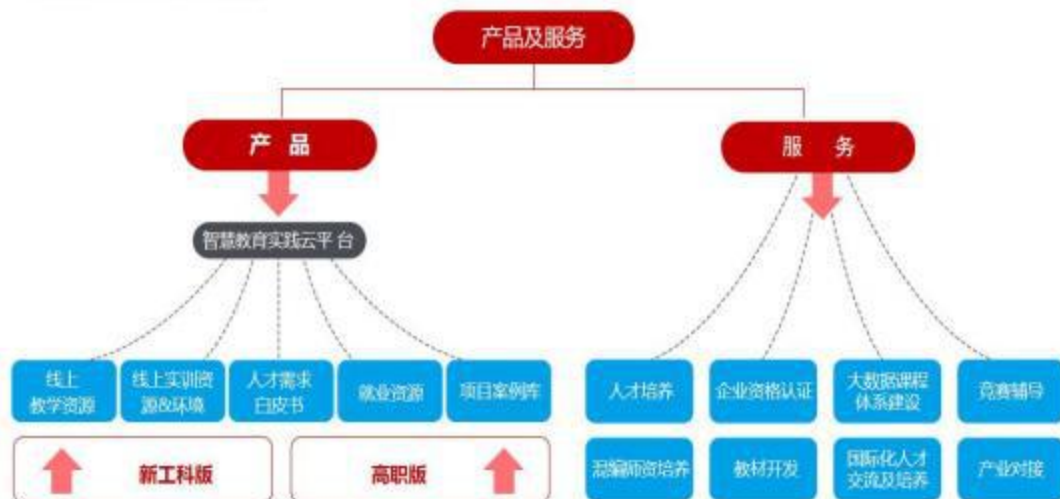 产品及服务
产 品
服 务
智慧教育实践云平 台
线上
教学资源
线上实训资
源&环境
人才需求
白皮书
就业资源
项目案例库
人才培养
企业资格认证
大数据课程
体系建设
竞赛辅导
新工科版
高职版
混编师资培养
教材开发
国际化人才
交流及培养
产业对接